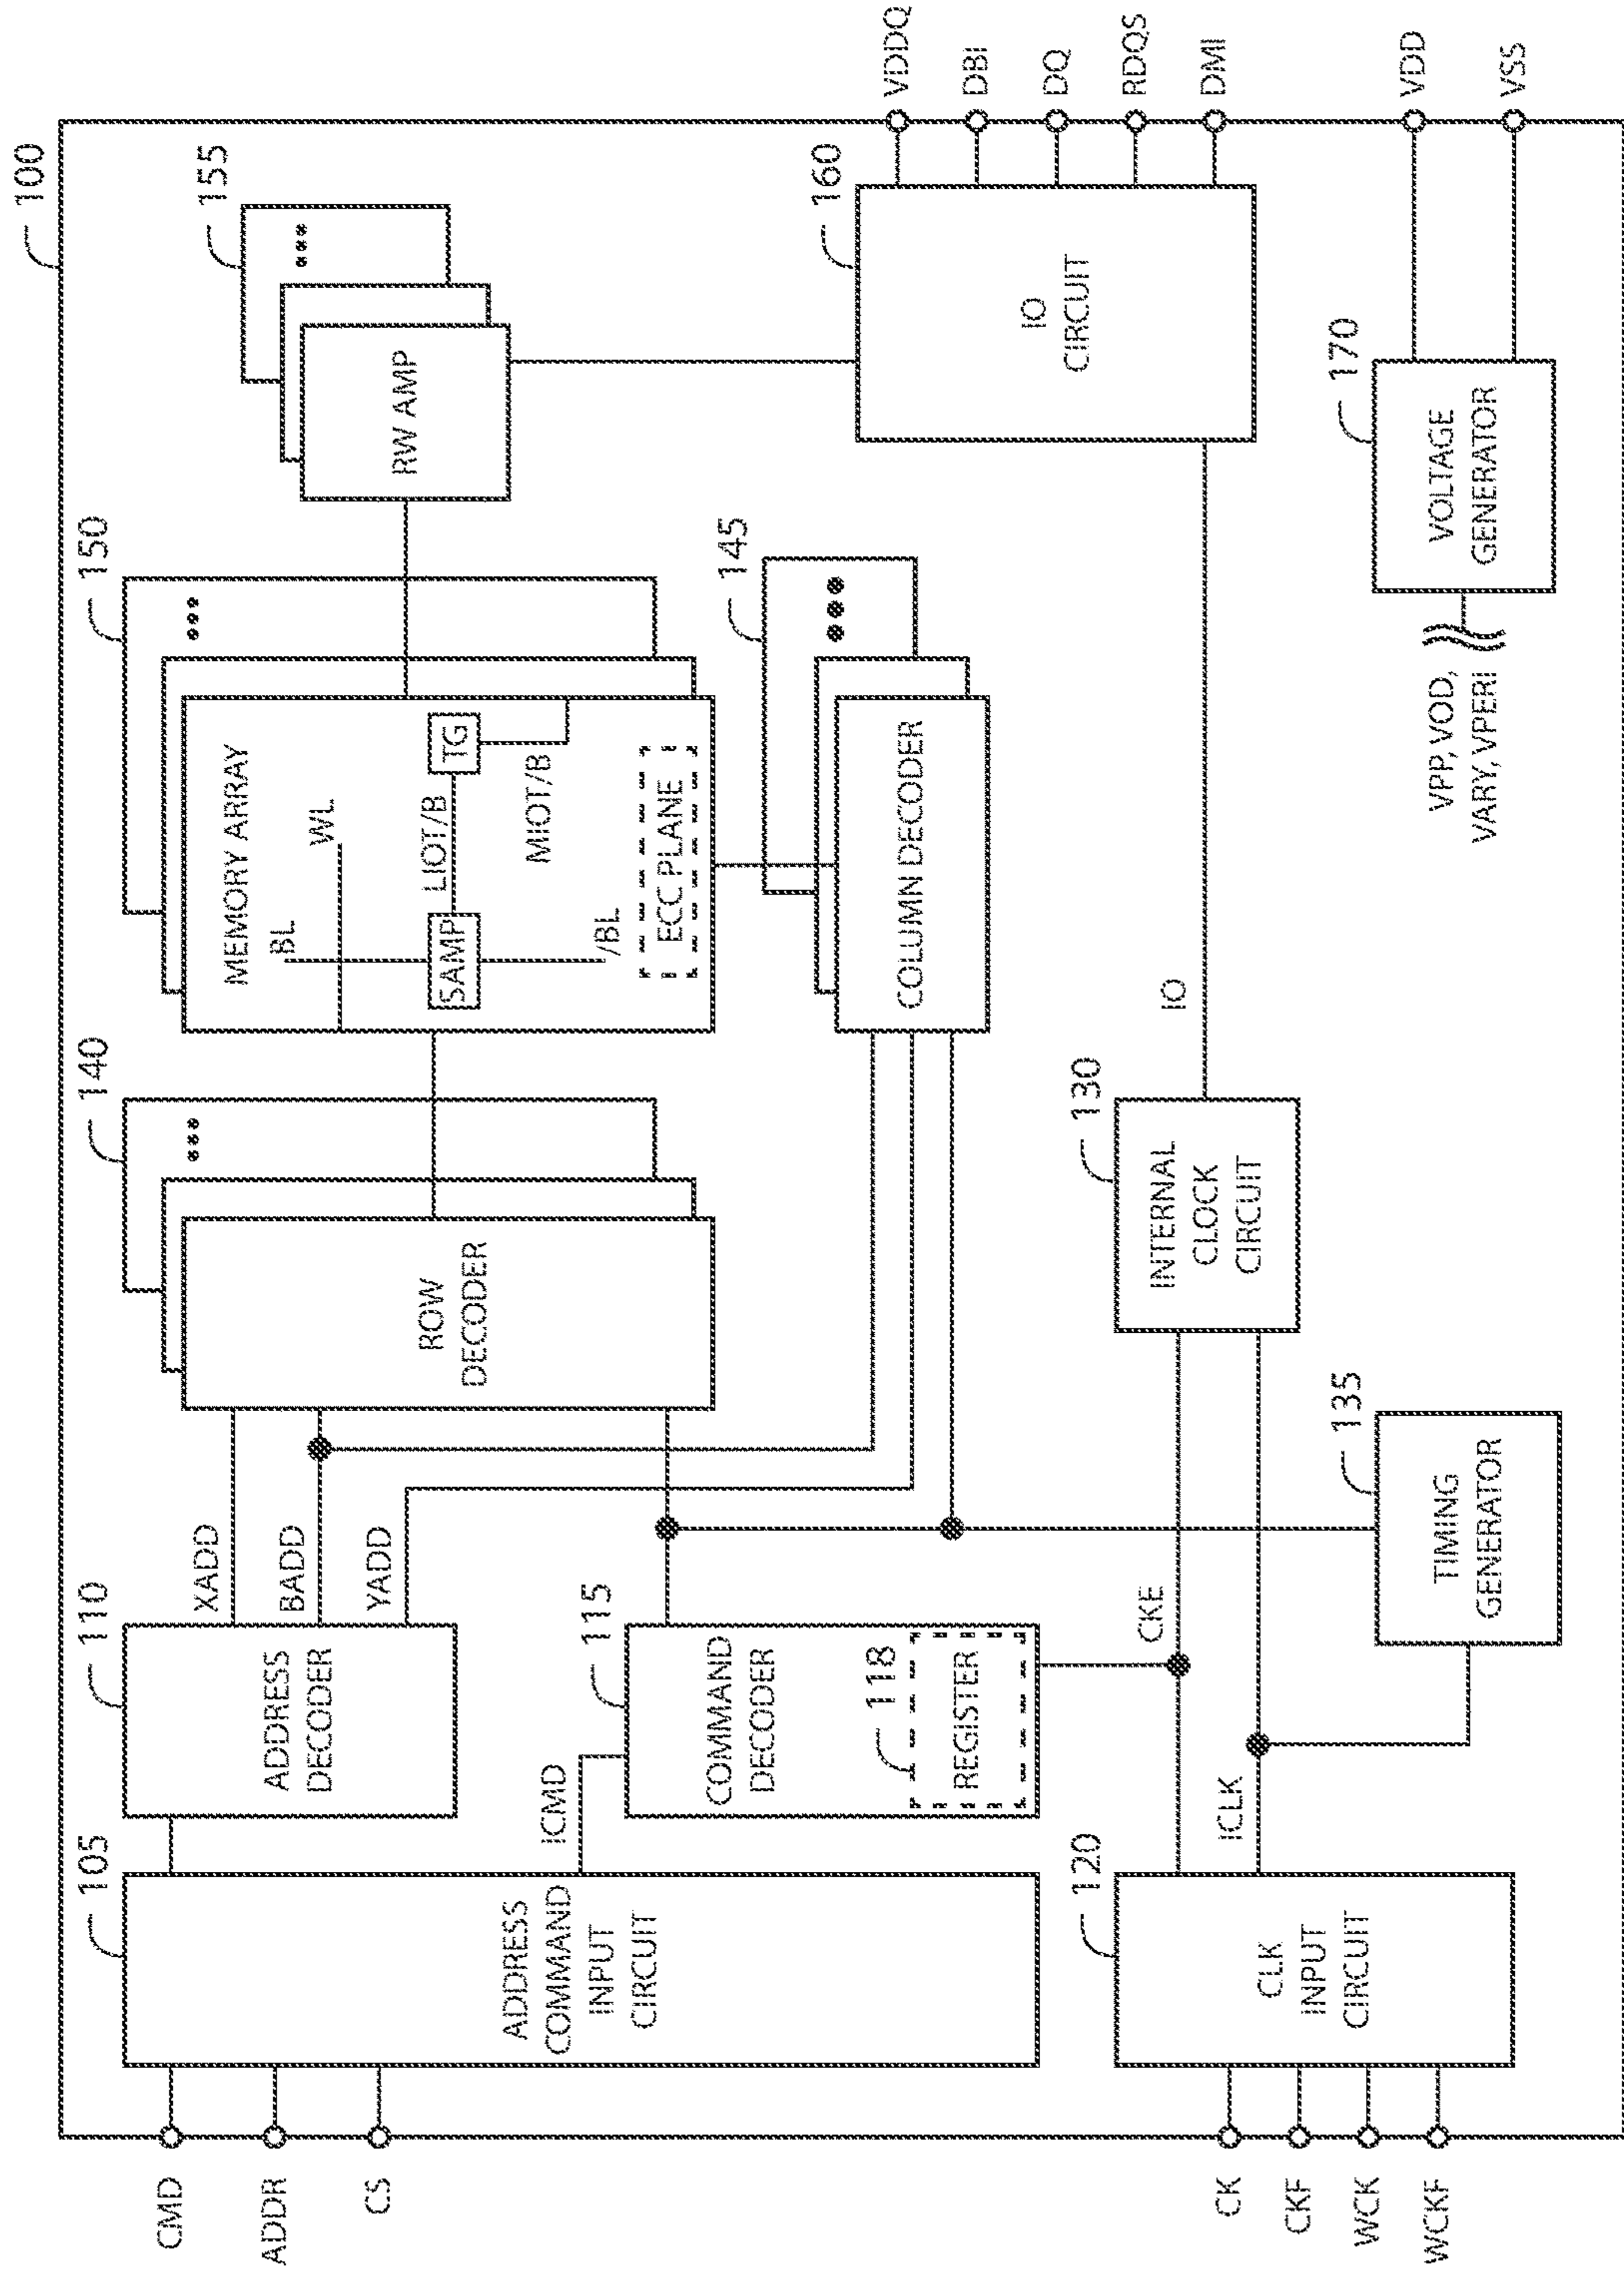 100
CMD
ADDR
CS
CK
CKF
WCK
WCKF
105
ADDRESS
COMMAND
INPUT
CIRCUIT
110
ADDRESS
DECODER
XADD
BADD
YADD
ICMD
115
COMMAND
DECODER
118
REGISTER
120
CLK
INPUT
CIRCUIT
CKE
ICLK
130
INTERNAL
CLOCK
CIRCUIT
135
TIMING
GENERATOR
140
ROW
DECODER
150
MEMORY ARRAY
BL
WL
SAMP
LIOT/B
TG
MIOT/B
/BL
ECC PLANE
145
COLUMN DECODER
155
RW AMP
160
IO
CIRCUIT
IO
170
VOLTAGE
GENERATOR
VPP, VOD,
VARY, VPERI
VDDQ
DBI
DQ
RDQS
DMI
VDD
VSS